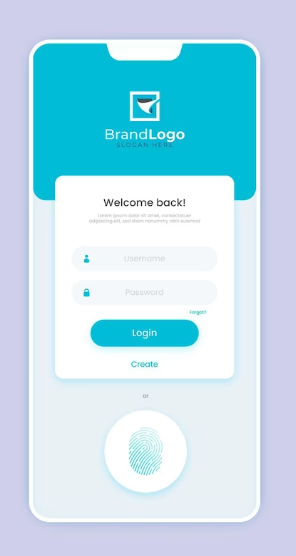 BrandLogo
SLOGAN HERE
Welcome back!
Lorem ipsum dolor sit amet, consectetuer
adipiscing elit, sed diam nonummy nibh euismod
Username
Password
Forgot?
Login
Create
or